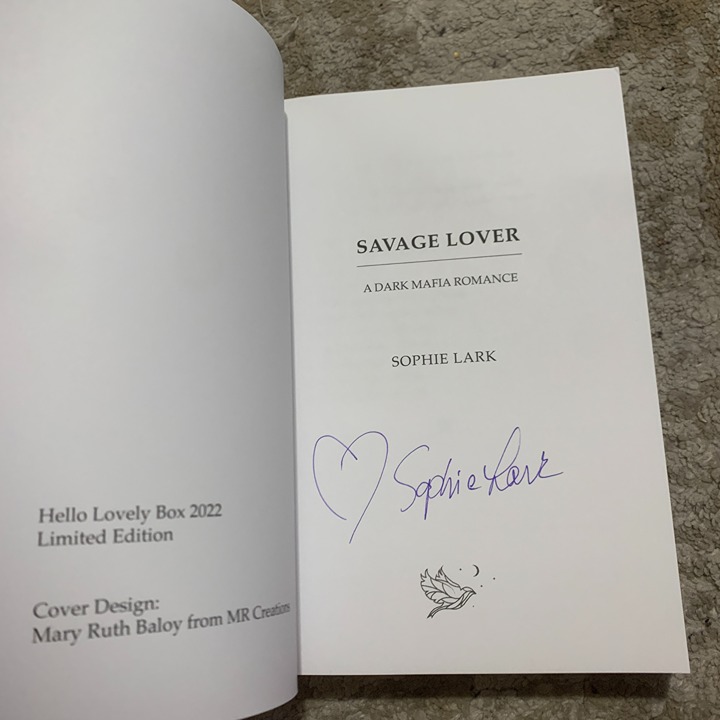 Hello Lovely Box 2022
Limited Edition
Cover Design:
Mary Ruth Baloy from MR Creations
SAVAGE LOVER
A DARK MAFIA ROMANCE
SOPHIE LARK
Sophie Lark